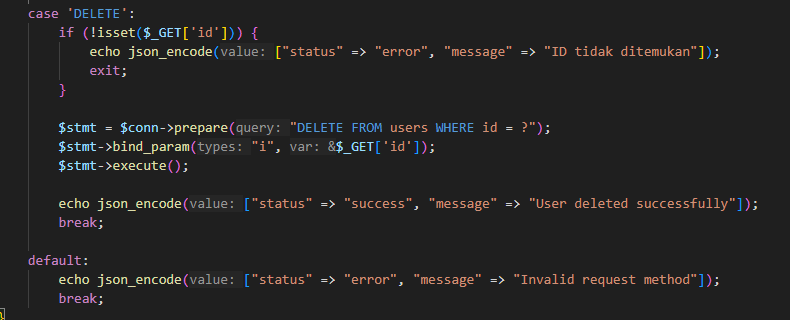 case 'DELETE':
if (!isset($_GET['id'])) {
echo json_encode(value: ["status" => "error", "message" => "ID tidak ditemukan"]);
exit;
}
$stmt = $conn->prepare(query: "DELETE FROM users WHERE id = ?");
$stmt->bind_param(types: "i", var: &$_GET['id']);
$stmt->execute();
echo json_encode(value: ["status" => "success", "message" => "User deleted successfully"]);
break;
default:
echo json_encode(value: ["status" => "error", "message" => "Invalid request method"]);
break;
}